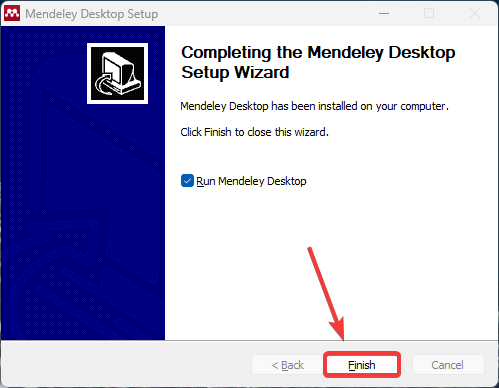 Mendeley Desktop Setup
Completing the Mendeley Desktop
Setup Wizard
Mendeley Desktop has been installed on your computer.
Click Finish to close this wizard.
Run Mendeley Desktop
< Back
Finish
Cancel